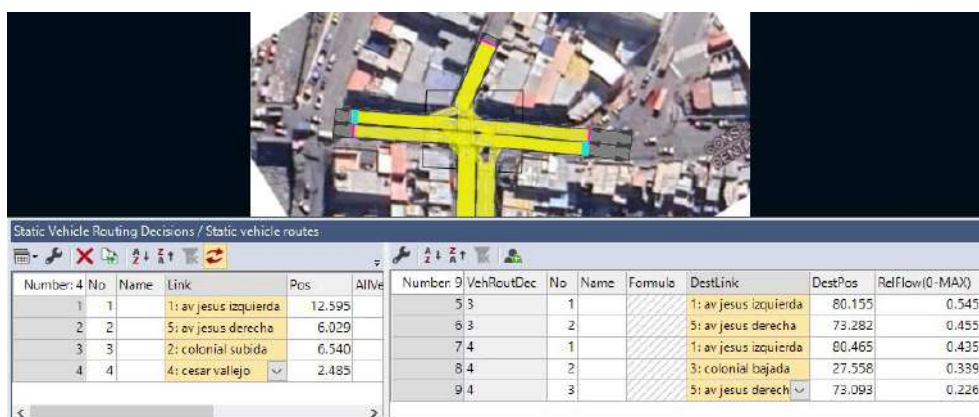 Static Vehicle Routing Decisions / Static vehicle routes
Number: 4 No Name Link Pos AllVe
1 1 1: av jesus izquierda 12.595
2 2 5: av jesus derecha 6.029
3 3 2: colonial subida 6.540
4 4 4: cesar vallejo 2.485
Number: 9 VehRoutDec No Name Formula DestLink DestPos RelFlow(0-MAX)
5 3 1 1: av jesus izquierda 80.155 0.545
6 3 2 5: av jesus derecha 73.282 0.455
7 4 1 1: av jesus izquierda 80.465 0.435
8 4 2 3: colonial bajada 27.558 0.339
9 4 3 5: av jesus derech 73.093 0.226